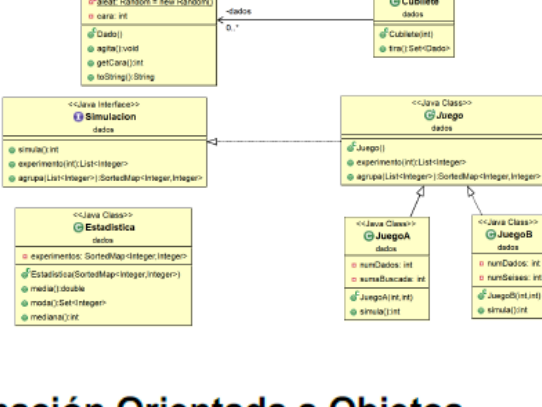 aleat: Random = new Random()
cara: int
Dado()
agita():void
getCara():int
toString():String
-dados
0..*
Cubilete
dados
Cubilete(int)
tira():Set<Dado>
<<Java Interface>>
Simulacion
dados
simula():int
experimento(int):List<Integer>
agrupa(List<Integer>):SortedMap<Integer,Integer>
<<Java Class>>
Juego
dados
Juego()
experimento(int):List<Integer>
agrupa(List<Integer>):SortedMap<Integer,Integer>
<<Java Class>>
Estadistica
dados
experimentos: SortedMap<Integer,Integer>
Estadistica(SortedMap<Integer,Integer>)
media():double
moda():Set<Integer>
mediana():int
<<Java Class>>
JuegoA
dados
numDados: int
sumaBuscada: int
JuegoA(int,int)
simula():int
<<Java Class>>
JuegoB
dados
numDados: int
numSeises: int
JuegoB(int,int)
simula():int
Orientada a Objetos